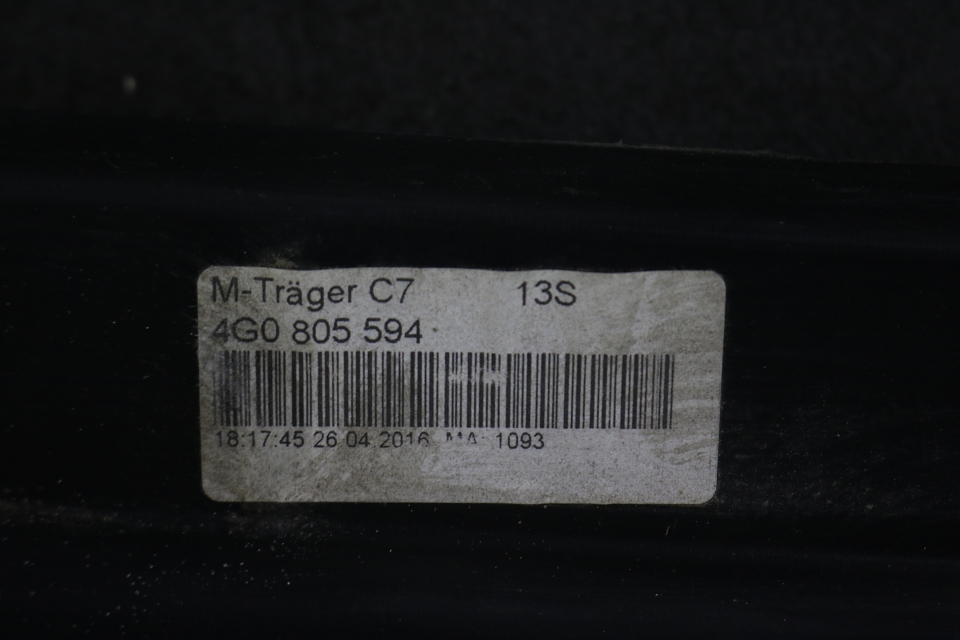 M-Träger C7 13S
4G0 805 594
18:17:45 26.04.2016 MA: 1093